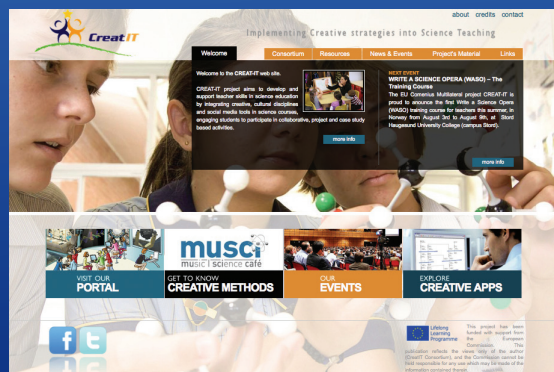 about credits contact
CreatIT
Implementing Creative strategies into Science Teaching
Welcome Consortium Resources News & Events Project's Material Links
Welcome to the CREAT-IT web site.
CREAT-IT project aims to develop and
support teacher skills in science education
by integrating creative, cultural disciplines
and social media tools in science courses,
engaging students to participate in collaborative, project and case study
based activities.
more info
NEXT EVENT
WRITE A SCIENCE OPERA (WASO) – The
Training Course
The EU Comenius Multilateral project CREAT-IT is
proud to anounce the first Write a Science Opera
(WASO) training course for teachers this summer, in
Norway from August 3rd to August 9th, at Stord
Haugesund University College (campus Stord).
more info
VISIT OUR
PORTAL
musci
music | science café
GET TO KNOW
CREATIVE METHODS
OUR
EVENTS
EXPLORE
CREATIVE APPS
f t
Lifelong
Learning
Programme
This project has been
funded with support from
the European
Commission. This
publication reflects the views only of the author
(CreatIT Consortium), and the Commission cannot be
held responsible for any use which may be made of the
information contained therein.